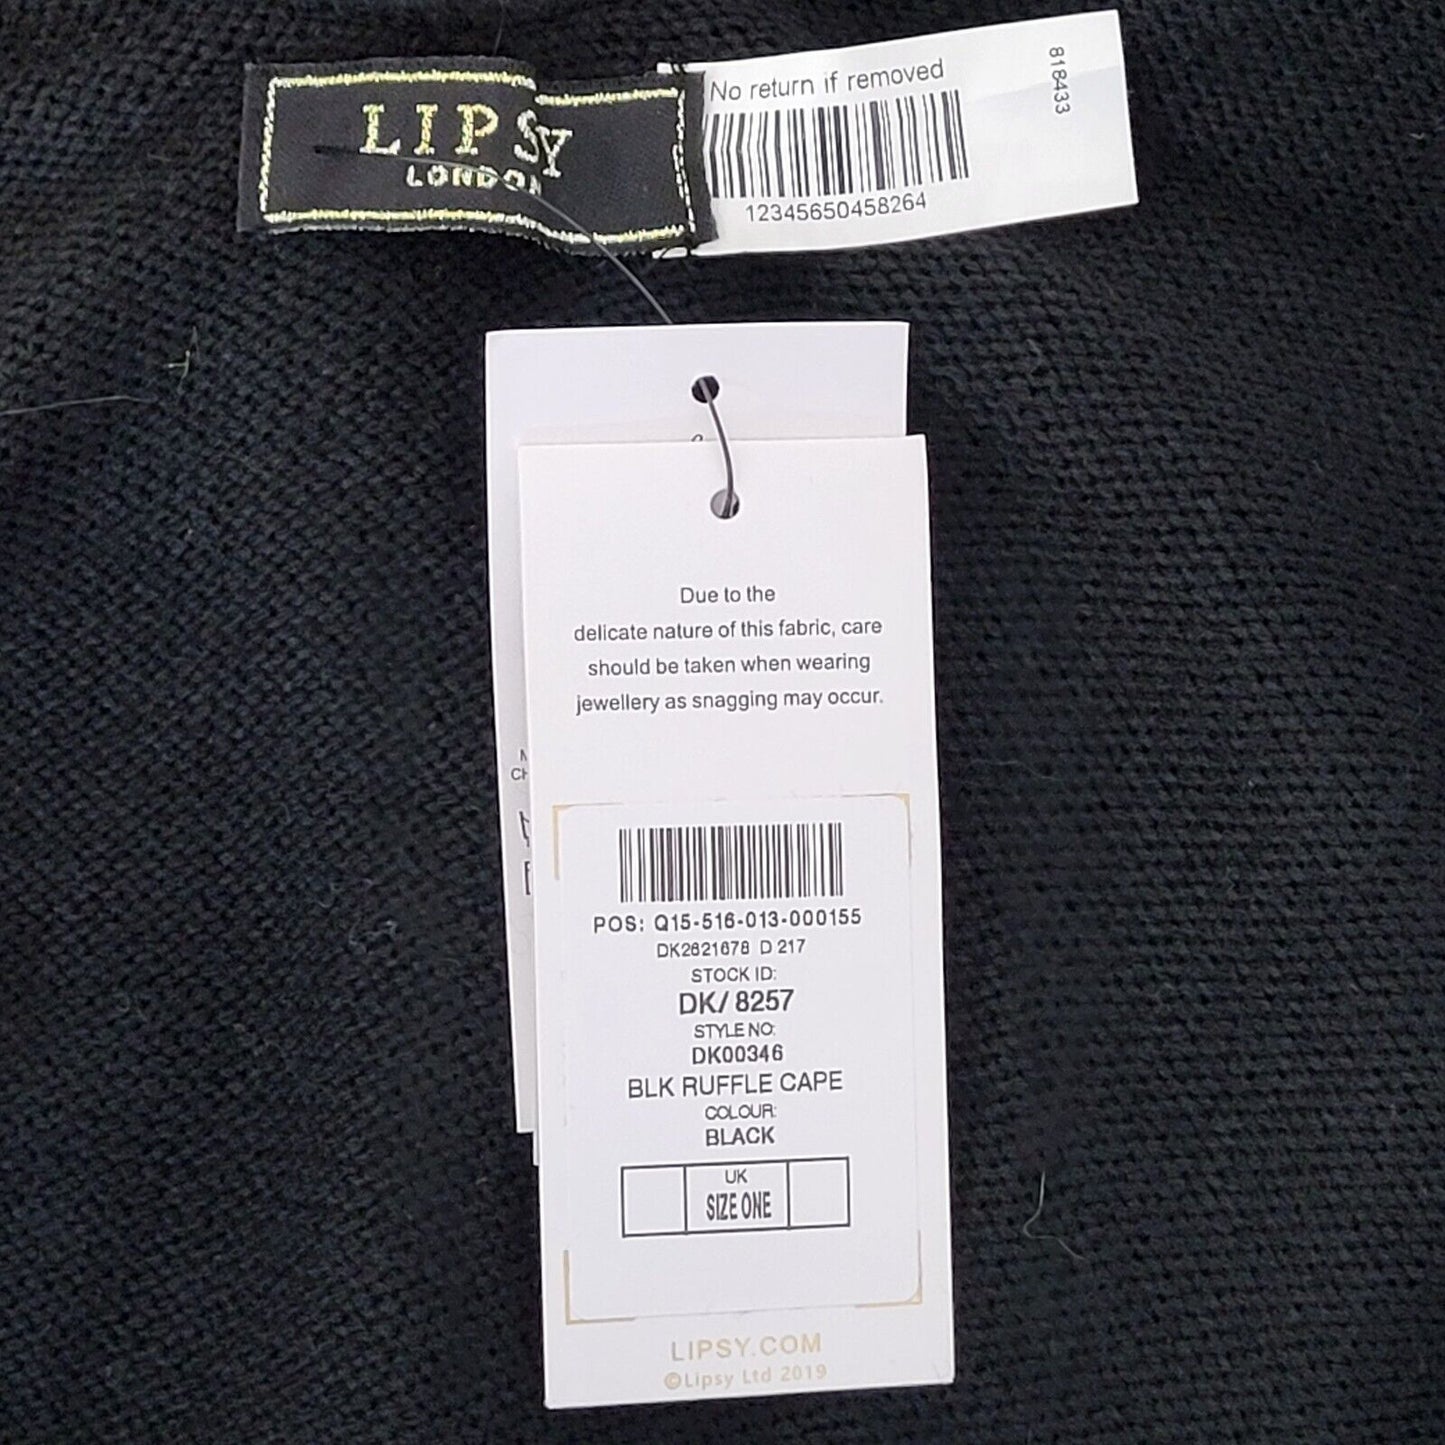 LIPSY
LONDON
No return if removed
12345650458264
818433
Due to the
delicate nature of this fabric, care
should be taken when wearing
jewellery as snagging may occur.
POS: Q15-516-013-000155
DK2621678 D 217
STOCK ID:
DK/ 8257
STYLE NO:
DK00346
BLK RUFFLE CAPE
COLOUR:
BLACK
UK
SIZE ONE
LIPSY.COM
©Lipsy Ltd 2019